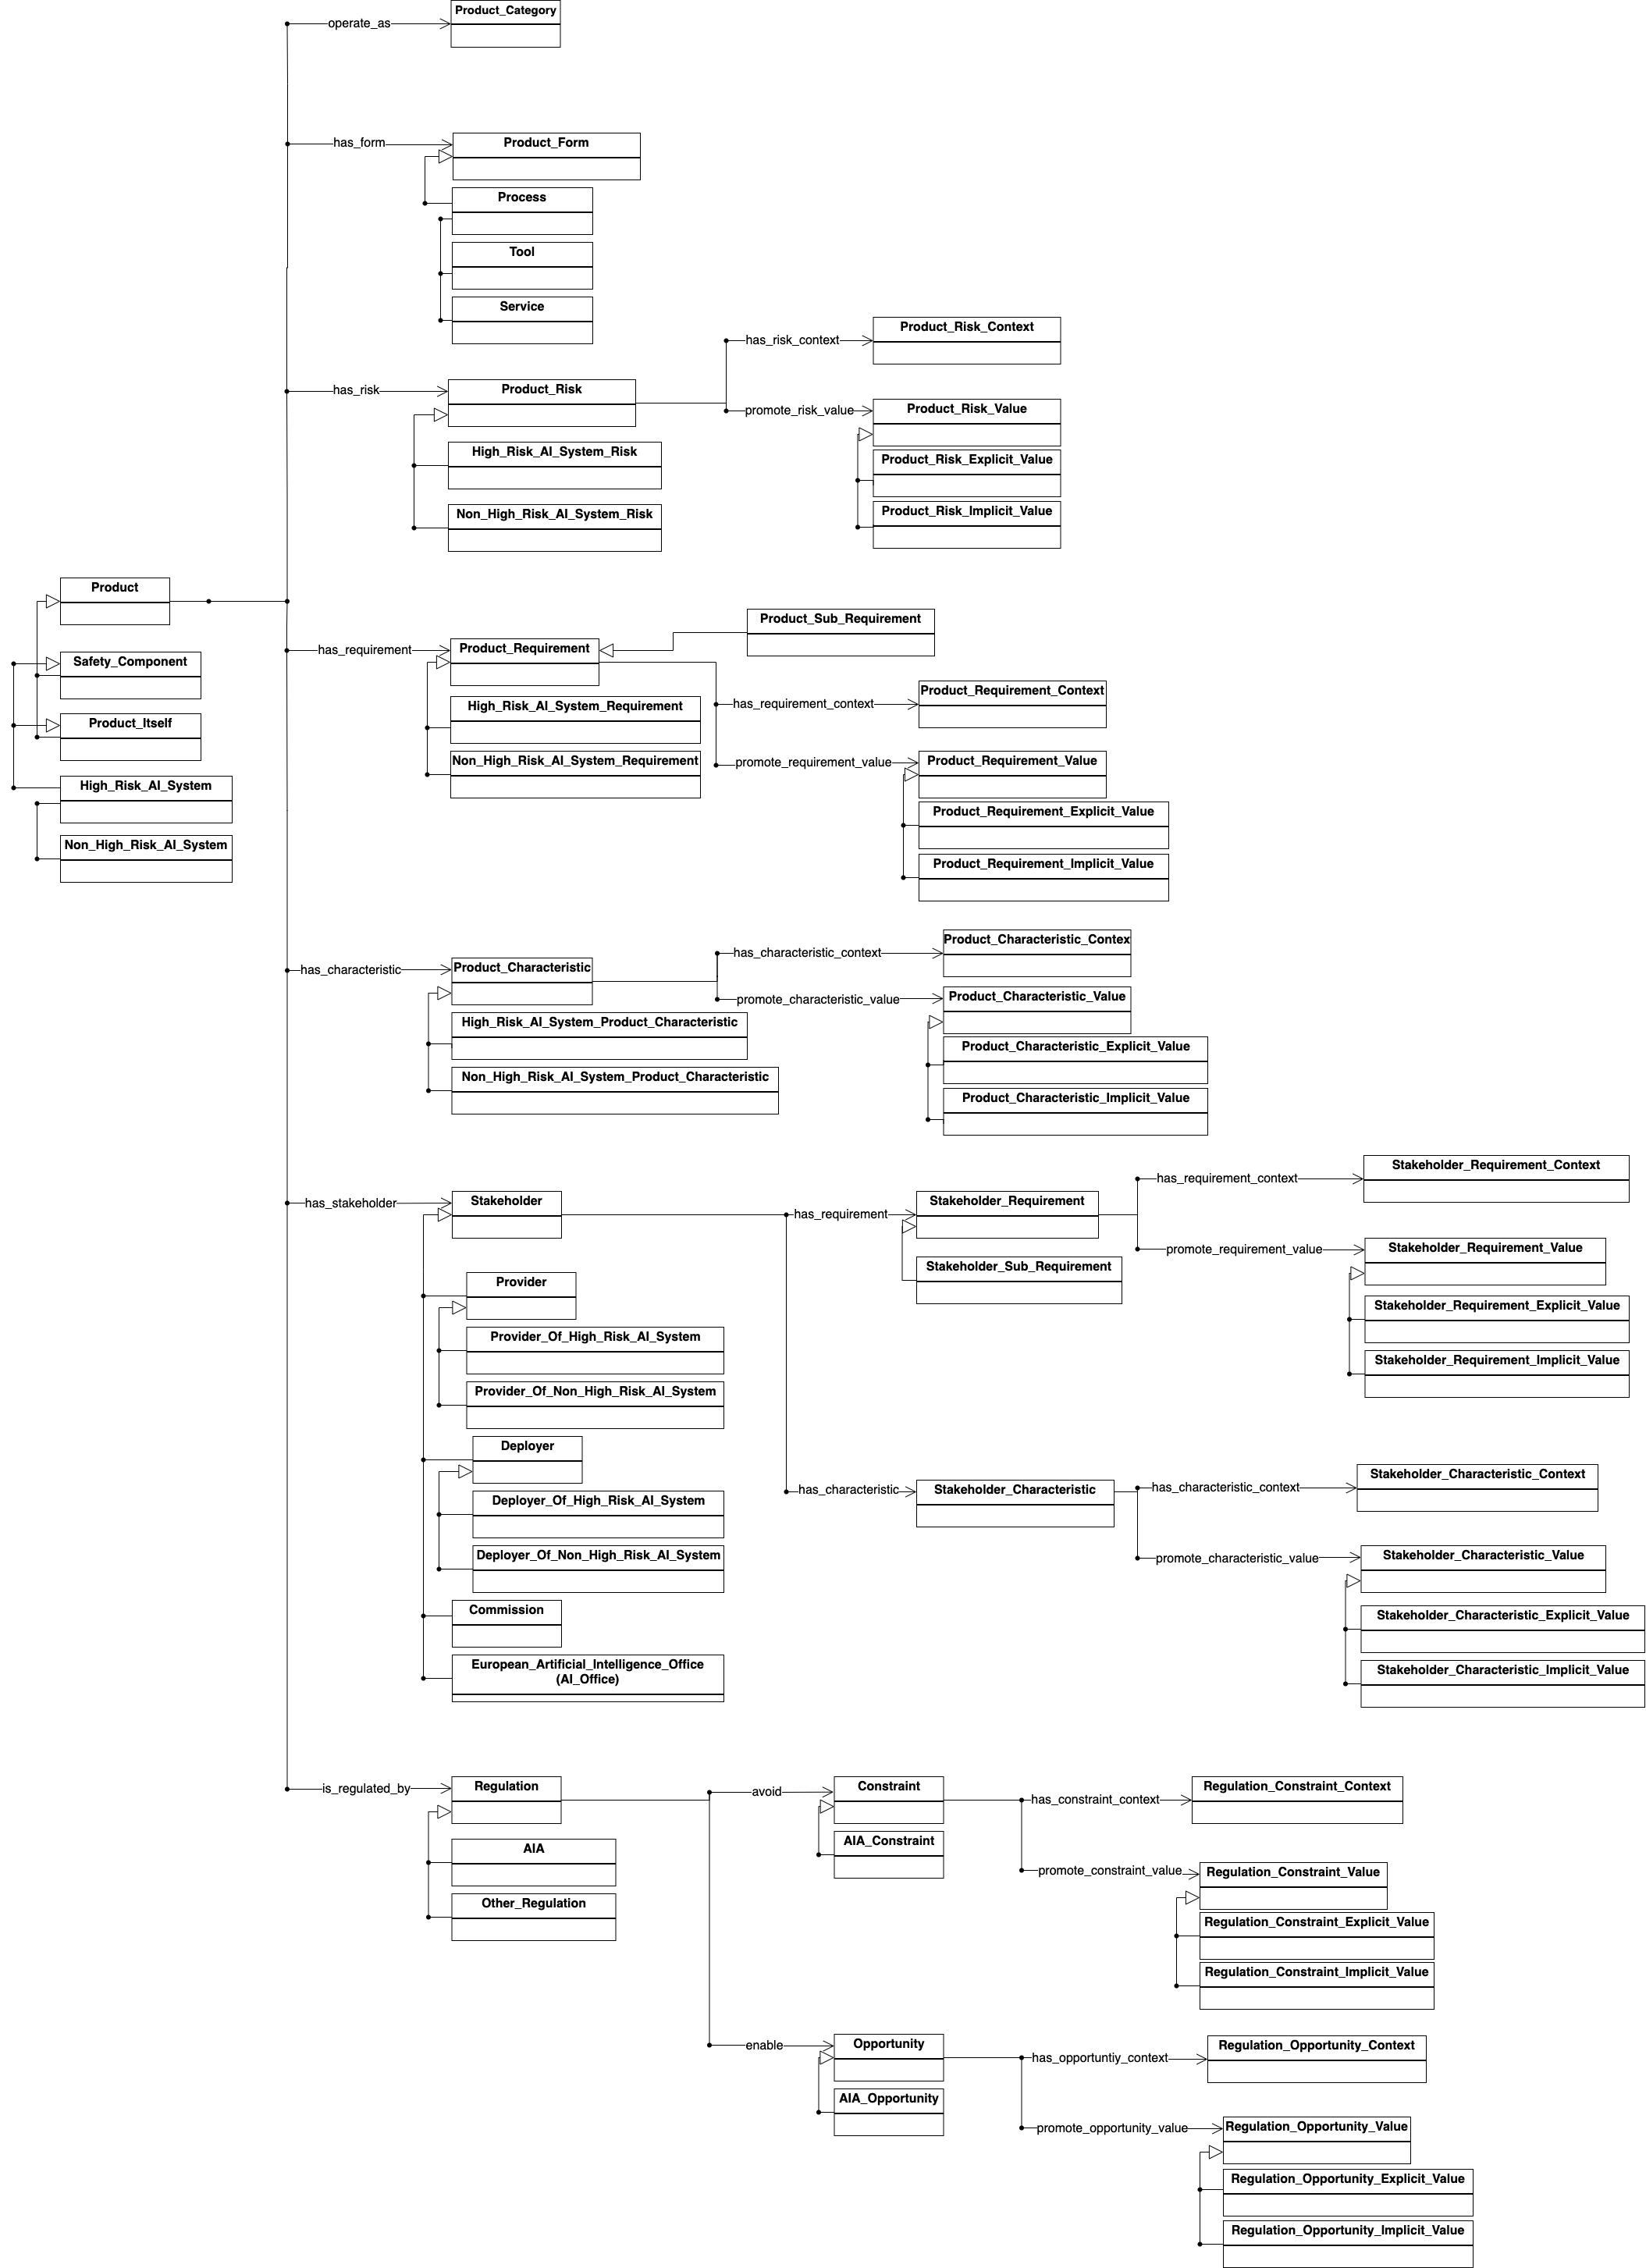 Product_Category
operate_as
has_form
Product_Form
Process
Tool
Service
Product_Risk_Context
has_risk_context
has_risk
Product_Risk
promote_risk_value
Product_Risk_Value
High_Risk_AI_System_Risk
Product_Risk_Explicit_Value
Non_High_Risk_AI_System_Risk
Product_Risk_Implicit_Value
Product
Product_Sub_Requirement
has_requirement
Product_Requirement
Safety_Component
Product_Requirement_Context
High_Risk_AI_System_Requirement
has_requirement_context
Product_Itself
Non_High_Risk_AI_System_Requirement
promote_requirement_value
Product_Requirement_Value
High_Risk_AI_System
Product_Requirement_Explicit_Value
Non_High_Risk_AI_System
Product_Requirement_Implicit_Value
Product_Characteristic_Contex
has_characteristic_context
has_characteristic
Product_Characteristic
promote_characteristic_value
Product_Characteristic_Value
High_Risk_AI_System_Product_Characteristic
Product_Characteristic_Explicit_Value
Non_High_Risk_AI_System_Product_Characteristic
Product_Characteristic_Implicit_Value
Stakeholder_Requirement_Context
has_requirement_context
has_stakeholder
Stakeholder
has_requirement
Stakeholder_Requirement
promote_requirement_value
Stakeholder_Requirement_Value
Stakeholder_Sub_Requirement
Provider
Stakeholder_Requirement_Explicit_Value
Provider_Of_High_Risk_AI_System
Stakeholder_Requirement_Implicit_Value
Provider_Of_Non_High_Risk_AI_System
Deployer
Stakeholder_Characteristic_Context
has_characteristic
Stakeholder_Characteristic
has_characteristic_context
Deployer_Of_High_Risk_AI_System
Deployer_Of_Non_High_Risk_AI_System
promote_characteristic_value
Stakeholder_Characteristic_Value
Commission
Stakeholder_Characteristic_Explicit_Value
European_Artificial_Intelligence_Office
(AI_Office)
Stakeholder_Characteristic_Implicit_Value
is_regulated_by
Regulation
avoid
Constraint
Regulation_Constraint_Context
has_constraint_context
AIA
AIA_Constraint
promote_constraint_value
Regulation_Constraint_Value
Other_Regulation
Regulation_Constraint_Explicit_Value
Regulation_Constraint_Implicit_Value
enable
Opportunity
Regulation_Opportunity_Context
has_opportuntiy_context
AIA_Opportunity
promote_opportunity_value
Regulation_Opportunity_Value
Regulation_Opportunity_Explicit_Value
Regulation_Opportunity_Implicit_Value